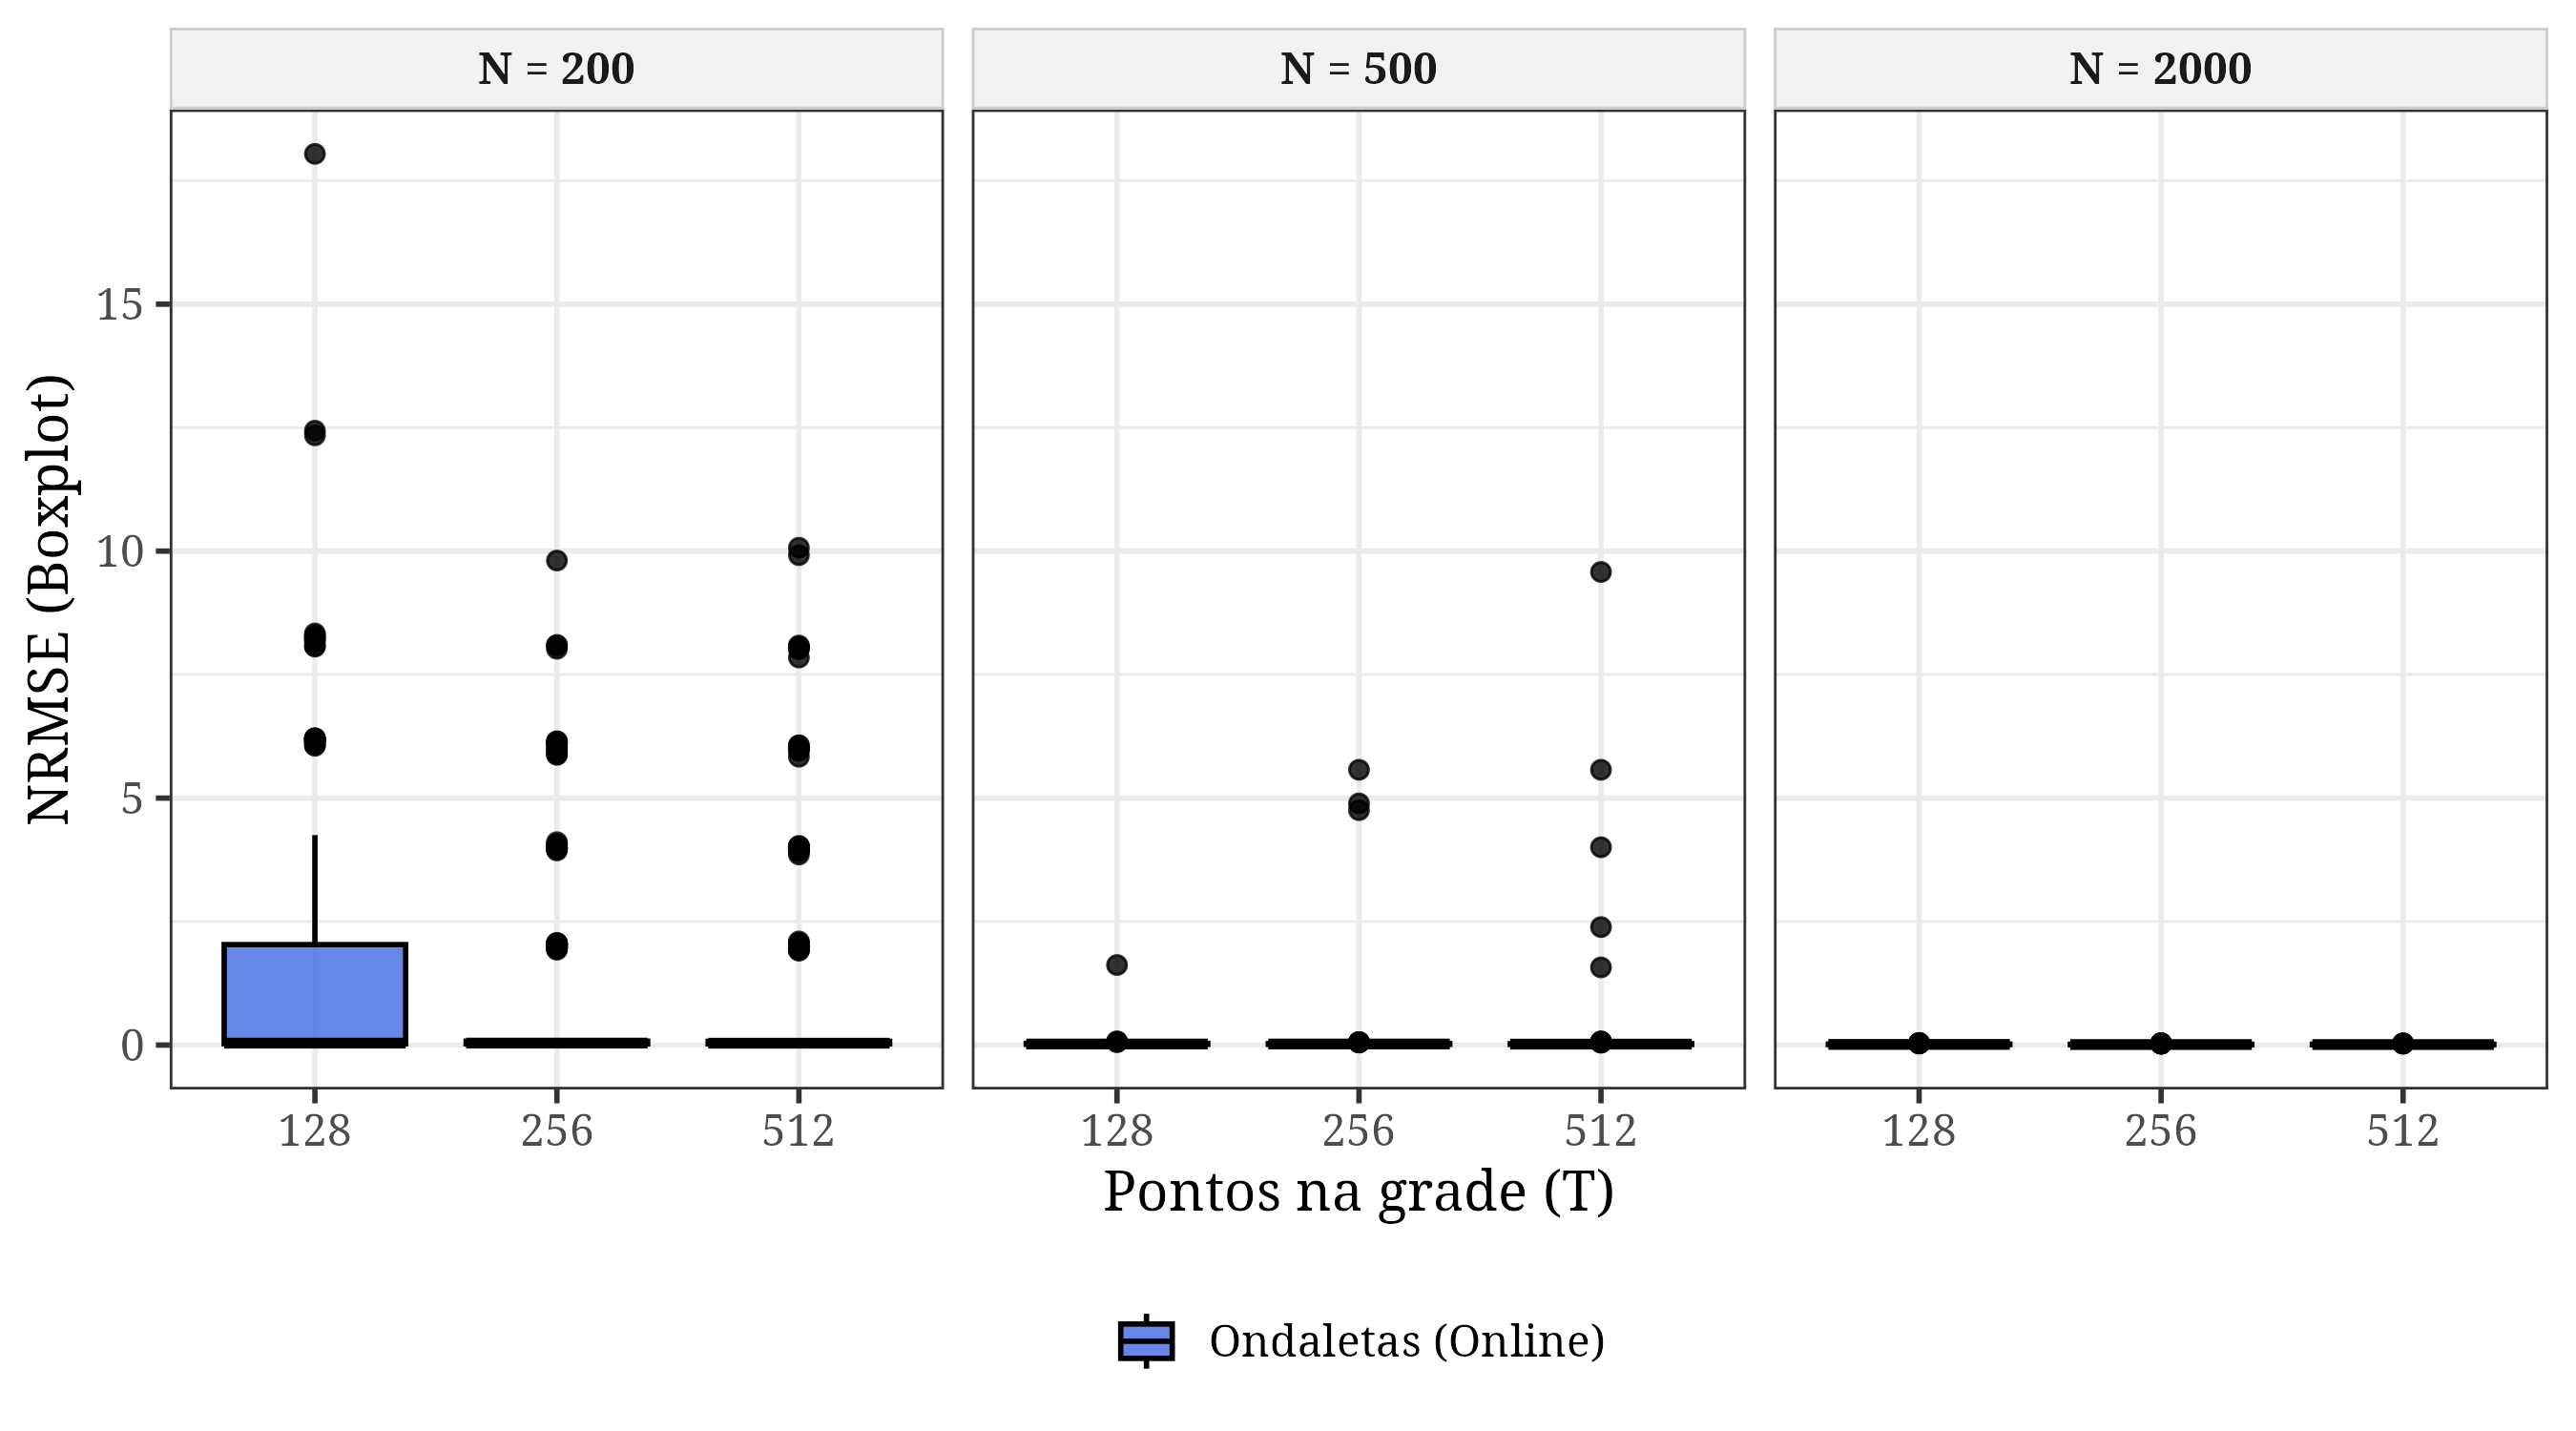 N = 200
N = 500
N = 2000
NRMSE (Boxplot)
15
10
5
0
128 256 512
128 256 512
128 256 512
Pontos na grade (T)
Ondaletas (Online)